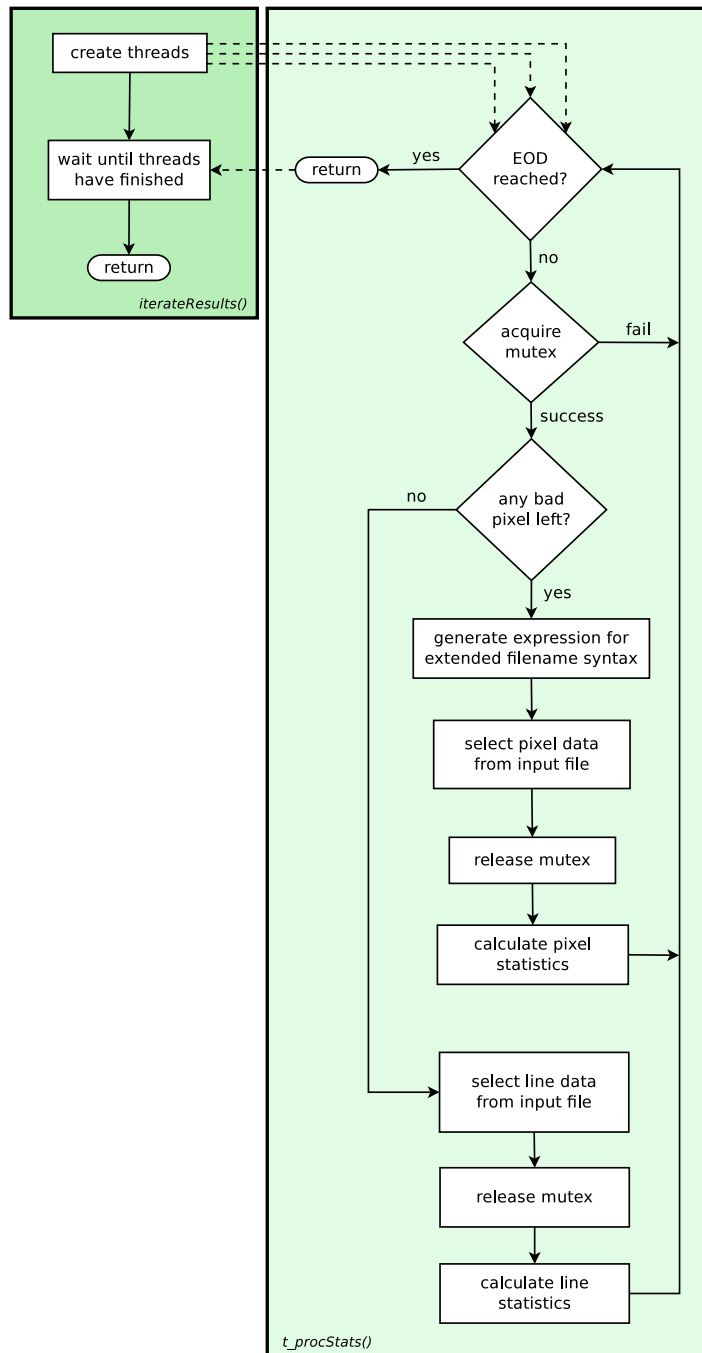 create threads
wait until threads
have finished
return
iterateResults()
EOD
reached?
yes
return
no
acquire
mutex
fail
success
any bad
pixel left?
no
yes
generate expression for
extended filename syntax
select pixel data
from input file
release mutex
calculate pixel
statistics
select line data
from input file
release mutex
calculate line
statistics
t_procStats()